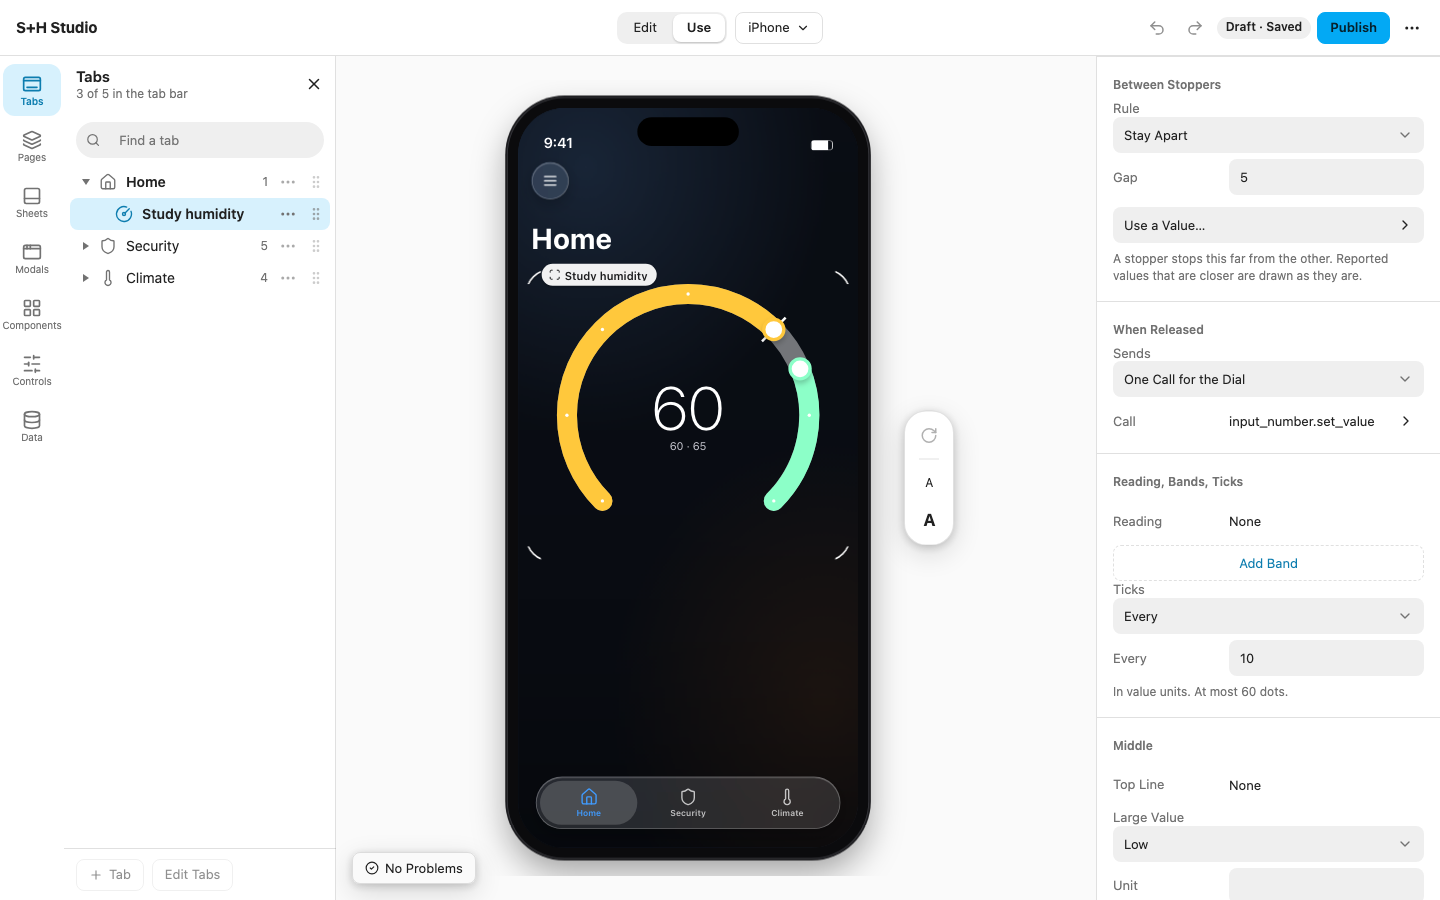 S+H Studio
Edit
Use
iPhone
Draft · Saved
Publish
Tabs
Pages
Sheets
Modals
Components
Controls
Data
Tabs
3 of 5 in the tab bar
Find a tab
Home 1
Study humidity
Security 5
Climate 4
+ Tab
Edit Tabs
9:41
Home
Study humidity
60
60 · 65
Home
Security
Climate
A
A
No Problems
Between Stoppers
Rule
Stay Apart
Gap 5
Use a Value...
A stopper stops this far from the other. Reported
values that are closer are drawn as they are.
When Released
Sends
One Call for the Dial
Call input_number.set_value
Reading, Bands, Ticks
Reading None
Add Band
Ticks
Every
Every 10
In value units. At most 60 dots.
Middle
Top Line None
Large Value
Low
Unit